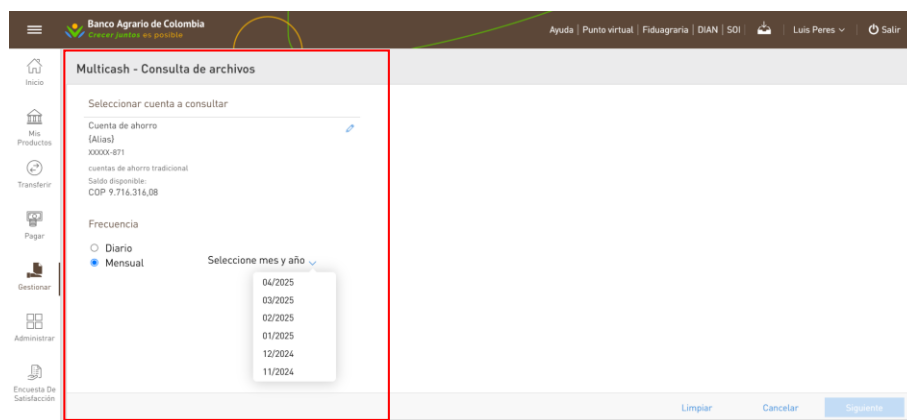 Banco Agrario de Colombia
Crecer juntos es posible
Ayuda | Punto virtual | Fiduagraria | DIAN | SOI | Luis Peres Salir
Inicio
Mis
Productos
Transferir
Pagar
Gestionar
Administrar
Encuesta De
Satisfacción
Multicash - Consulta de archivos
Seleccionar cuenta a consultar
Cuenta de ahorro
{Alias}
XXXXX-871
cuentas de ahorro tradicional
Saldo disponible:
COP 9.716.316,08
Frecuencia
Diario
Mensual
Seleccione mes y año
04/2025
03/2025
02/2025
01/2025
12/2024
11/2024
Limpiar Cancelar Siguiente